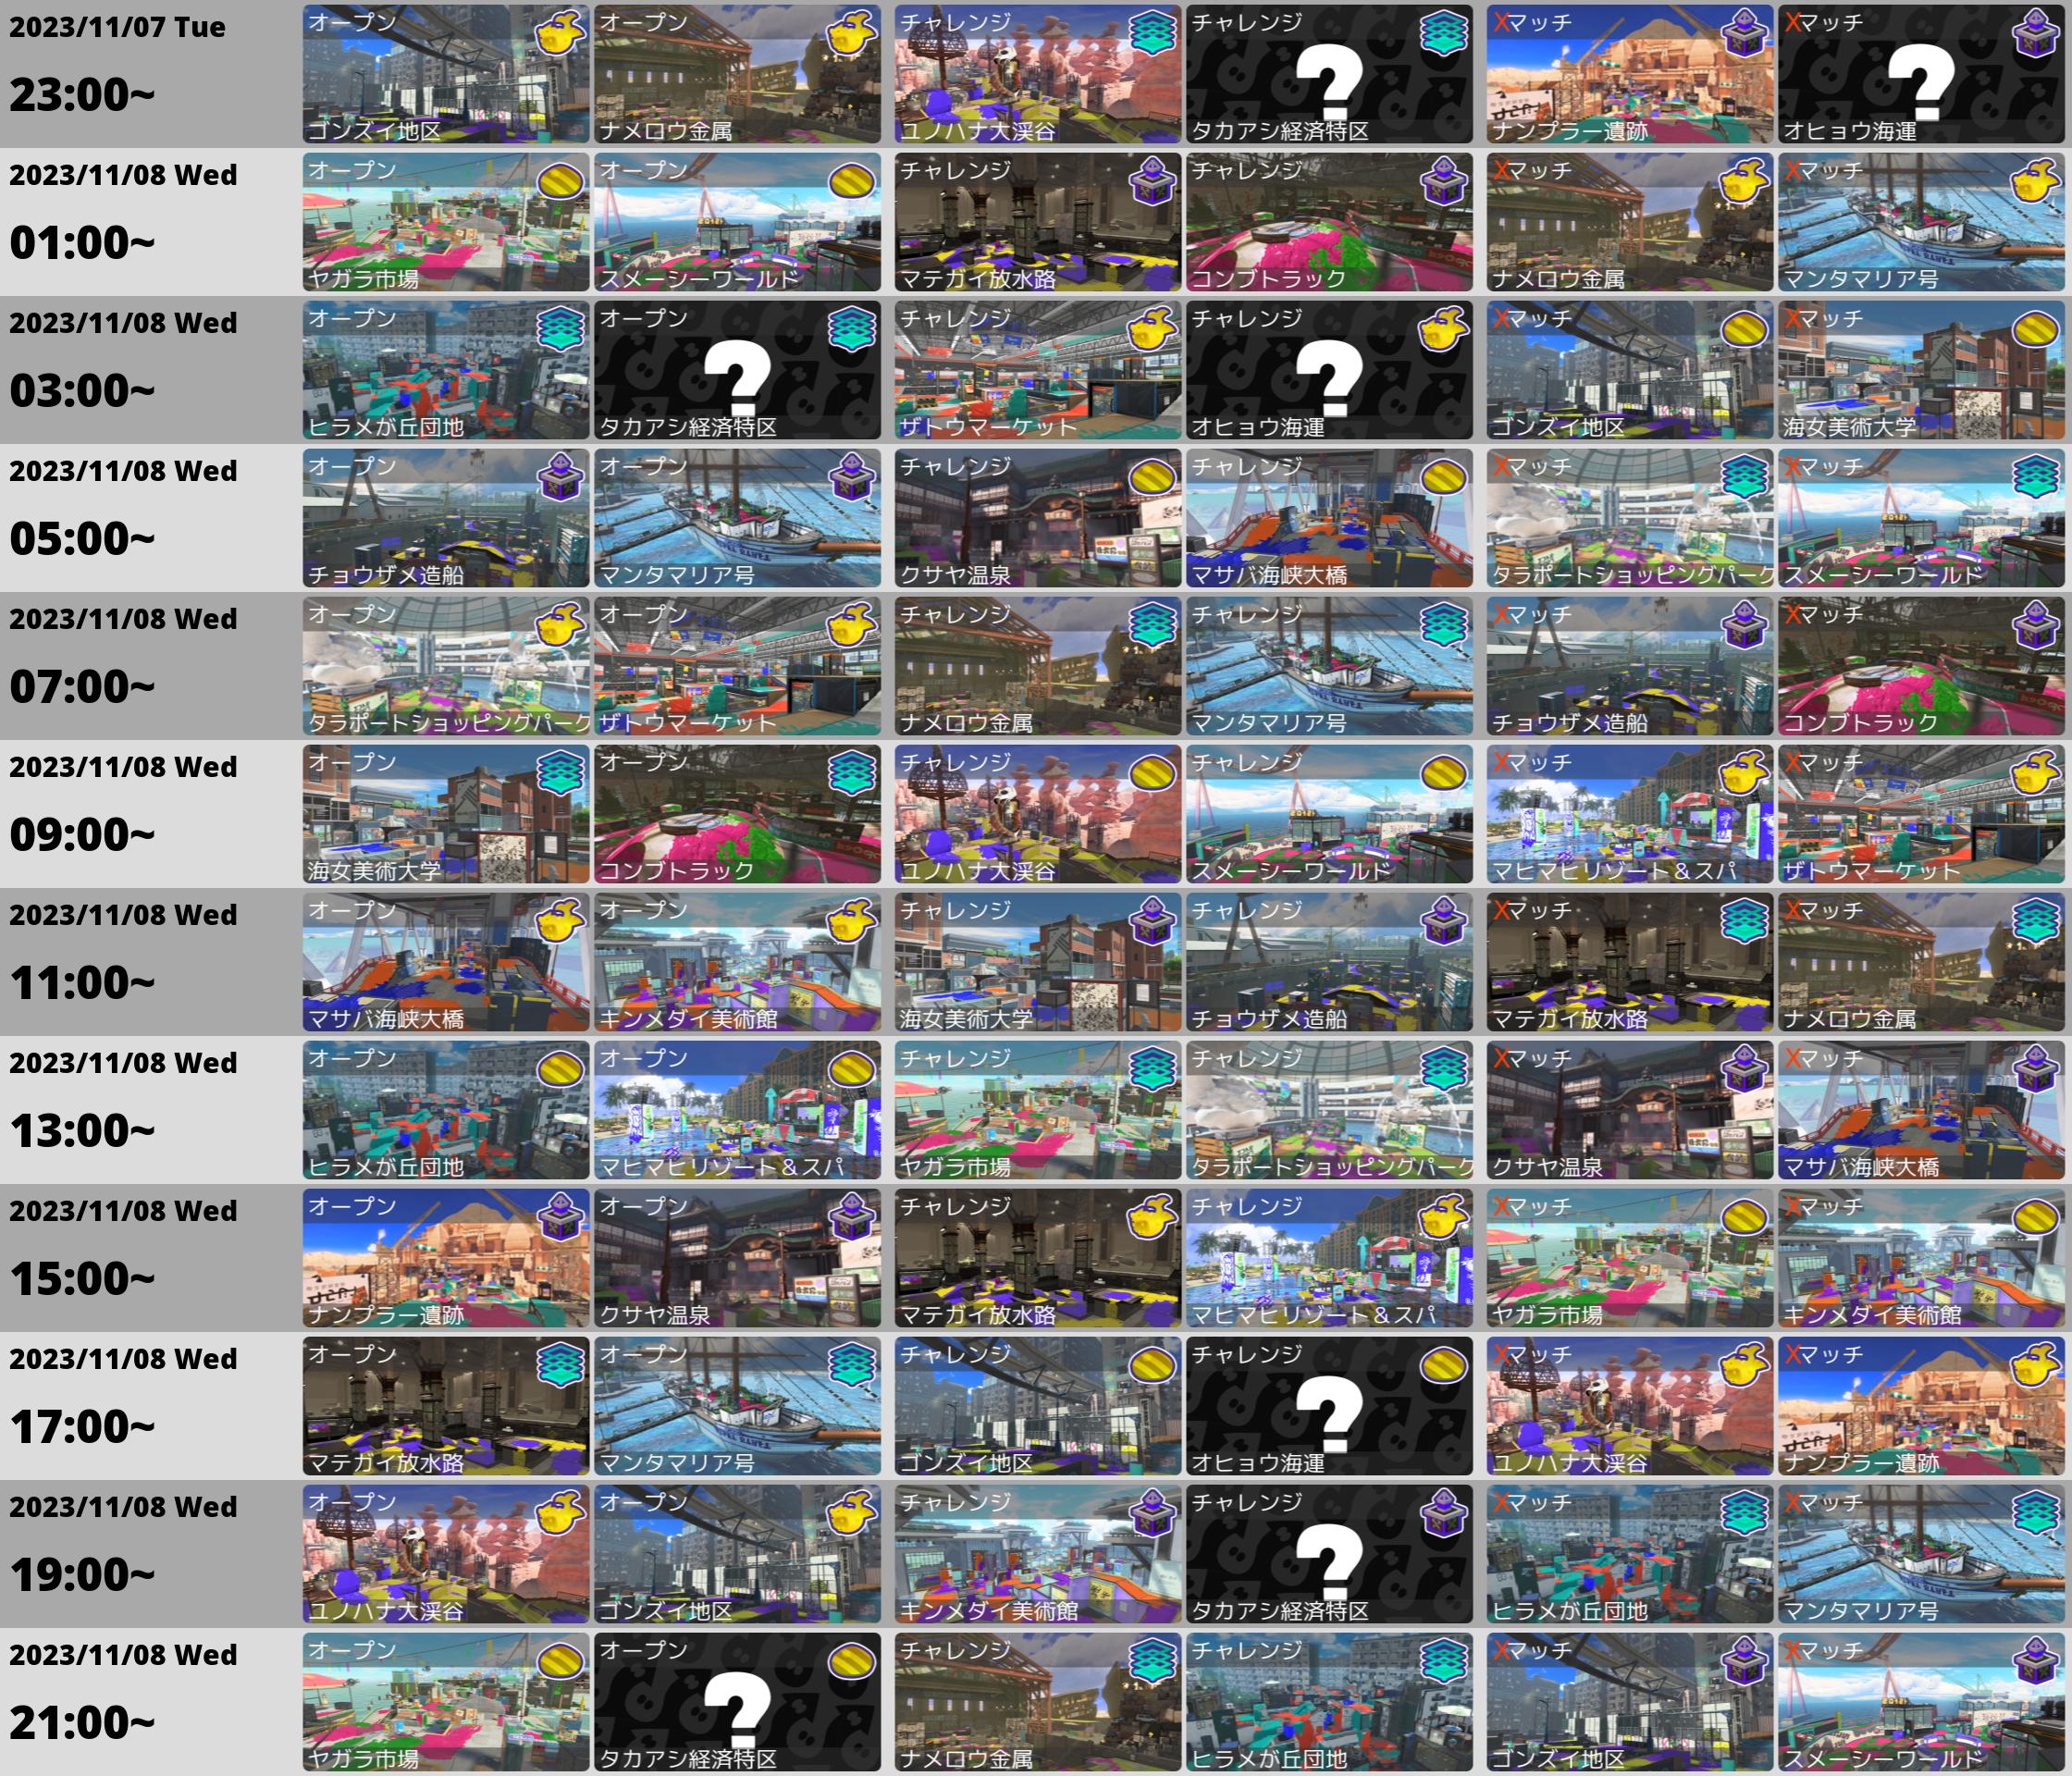 2023/11/07 Tue
23:00~
オープン
ゴンズイ地区
オープン
ナメロウ金属
チャレンジ
ユノハナ大渓谷
チャレンジ
?
タカアシ経済特区
Xマッチ
ナンプラー遺跡
Xマッチ
?
オヒョウ海運
2023/11/08 Wed
01:00~
オープン
ヤガラ市場
オープン
スメーシーワールド
チャレンジ
マテガイ放水路
チャレンジ
コンブトラック
Xマッチ
ナメロウ金属
Xマッチ
マンタマリア号
2023/11/08 Wed
03:00~
オープン
ヒラメが丘団地
オープン
?
タカアシ経済特区
チャレンジ
ザトウマーケット
チャレンジ
?
オヒョウ海運
Xマッチ
ゴンズイ地区
Xマッチ
海女美術大学
2023/11/08 Wed
05:00~
オープン
チョウザメ造船
オープン
マンタマリア号
チャレンジ
クサヤ温泉
チャレンジ
マサバ海峡大橋
Xマッチ
タラポートショッピングパーク
Xマッチ
スメーシーワールド
2023/11/08 Wed
07:00~
オープン
タラポートショッピングパーク
オープン
ザトウマーケット
チャレンジ
ナメロウ金属
チャレンジ
マンタマリア号
Xマッチ
チョウザメ造船
Xマッチ
コンブトラック
2023/11/08 Wed
09:00~
オープン
海女美術大学
オープン
コンブトラック
チャレンジ
ユノハナ大渓谷
チャレンジ
スメーシーワールド
Xマッチ
マヒマヒリゾート＆スパ
Xマッチ
ザトウマーケット
2023/11/08 Wed
11:00~
オープン
マサバ海峡大橋
オープン
キンメダイ美術館
チャレンジ
海女美術大学
チャレンジ
チョウザメ造船
Xマッチ
マテガイ放水路
Xマッチ
ナメロウ金属
2023/11/08 Wed
13:00~
オープン
ヒラメが丘団地
オープン
マヒマヒリゾート＆スパ
チャレンジ
ヤガラ市場
チャレンジ
タラポートショッピングパーク
Xマッチ
クサヤ温泉
Xマッチ
マサバ海峡大橋
2023/11/08 Wed
15:00~
オープン
ナンプラー遺跡
オープン
クサヤ温泉
チャレンジ
マテガイ放水路
チャレンジ
マヒマヒリゾート＆スパ
Xマッチ
ヤガラ市場
Xマッチ
キンメダイ美術館
2023/11/08 Wed
17:00~
オープン
マテガイ放水路
オープン
マンタマリア号
チャレンジ
ゴンズイ地区
チャレンジ
?
オヒョウ海運
Xマッチ
ユノハナ大渓谷
Xマッチ
ナンプラー遺跡
2023/11/08 Wed
19:00~
オープン
ユノハナ大渓谷
オープン
ゴンズイ地区
チャレンジ
キンメダイ美術館
チャレンジ
?
タカアシ経済特区
Xマッチ
ヒラメが丘団地
Xマッチ
マンタマリア号
2023/11/08 Wed
21:00~
オープン
ヤガラ市場
オープン
?
タカアシ経済特区
チャレンジ
ナメロウ金属
チャレンジ
ヒラメが丘団地
Xマッチ
ゴンズイ地区
Xマッチ
スメーシーワールド